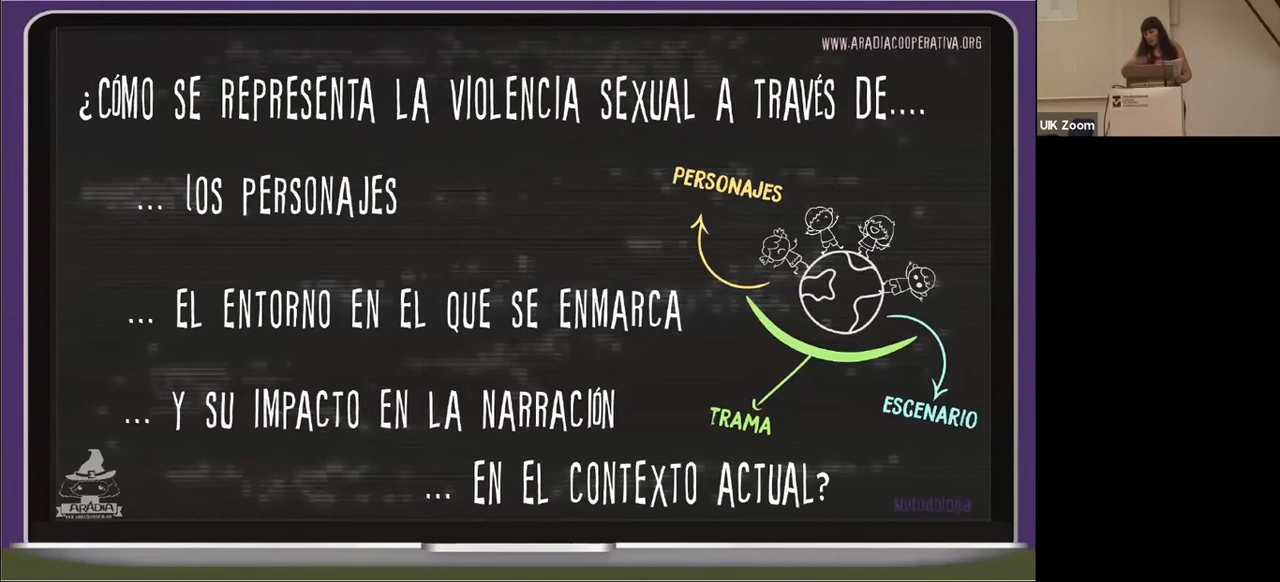 WWW.ARADIACOOPERATIVA.ORG
¿CÓMO SE REPRESENTA LA VIOLENCIA SEXUAL A TRAVÉS DE....
... LOS PERSONAJES
... EL ENTORNO EN EL QUE SE ENMARCA
... Y SU IMPACTO EN LA NARRACIÓN
... EN EL CONTEXTO ACTUAL?
PERSONAJES
TRAMA
ESCENARIO
ARADIA
Metodología
UIK Zoom